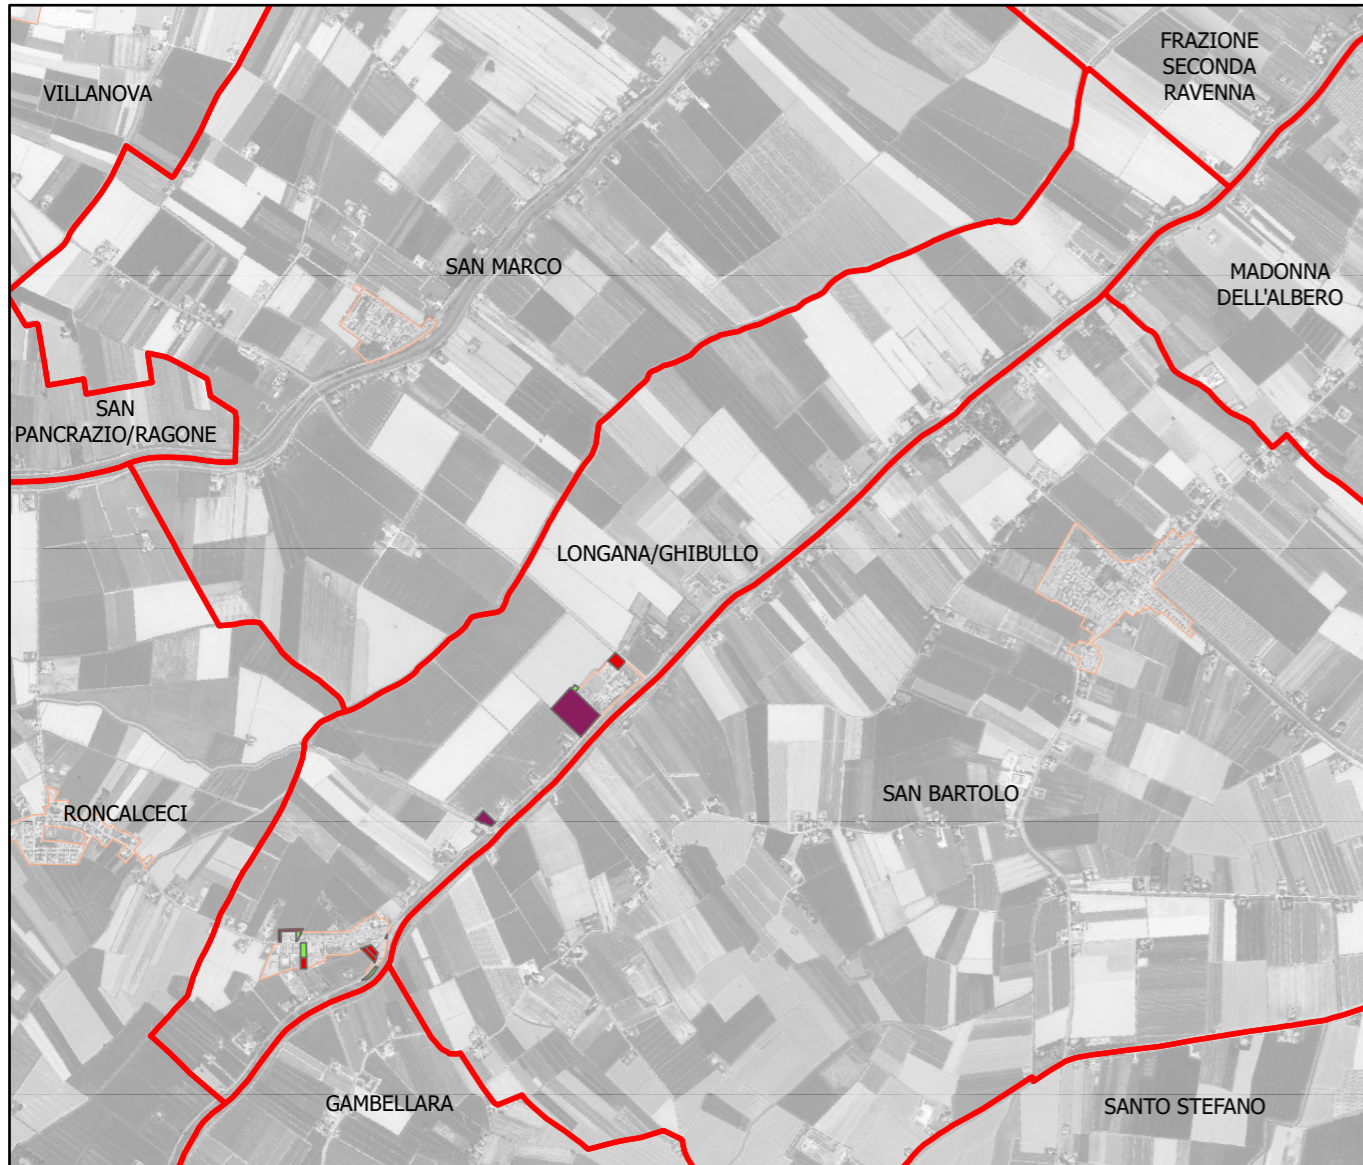 FRAZIONE
SECONDA
RAVENNA
VILLANOVA
SAN MARCO
MADONNA
DELL'ALBERO
SAN
PANCRAZIO/RAGONE
LONGANA/GHIBULLO
SAN BARTOLO
RONCALCECI
GAMBELLARA
SANTO STEFANO